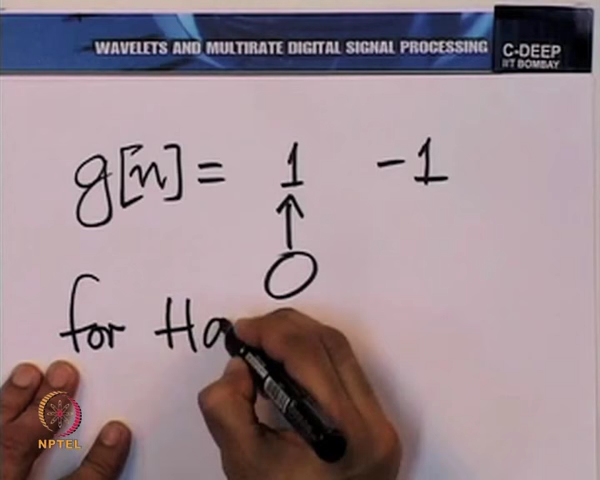 WAVELETS AND MULTIRATE DIGITAL SIGNAL PROCESSING
C-DEEP
IIT BOMBAY
g[n] = 1 -1
↑
0
for Ha
NPTEL